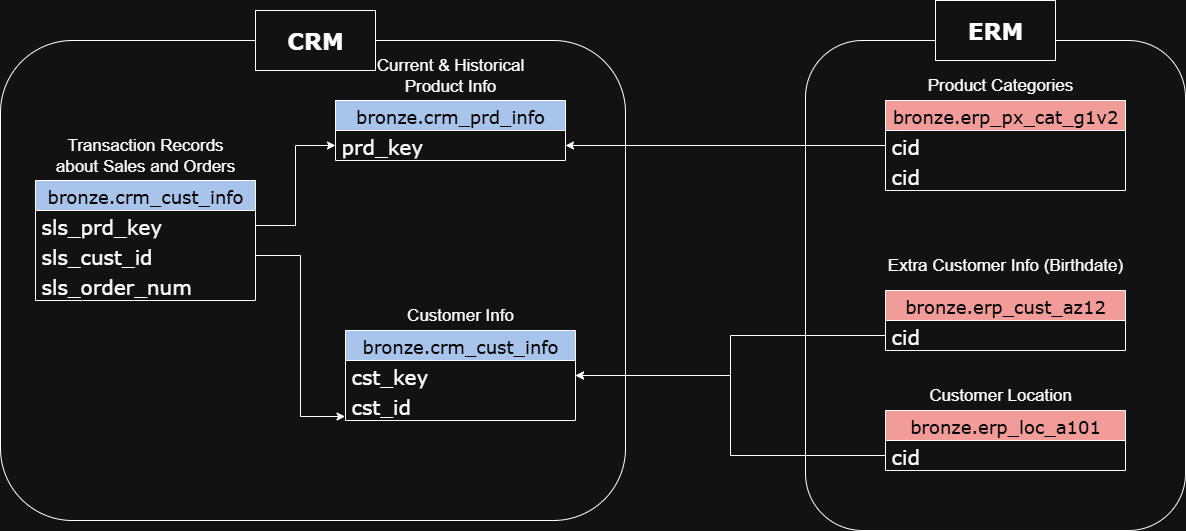 CRM
Current & Historical
Product Info
bronze.crm_prd_info
prd_key
Transaction Records
about Sales and Orders
bronze.crm_cust_info
sls_prd_key
sls_cust_id
sls_order_num
Customer Info
bronze.crm_cust_info
cst_key
cst_id
ERM
Product Categories
bronze.erp_px_cat_g1v2
cid
cid
Extra Customer Info (Birthdate)
bronze.erp_cust_az12
cid
Customer Location
bronze.erp_loc_a101
cid